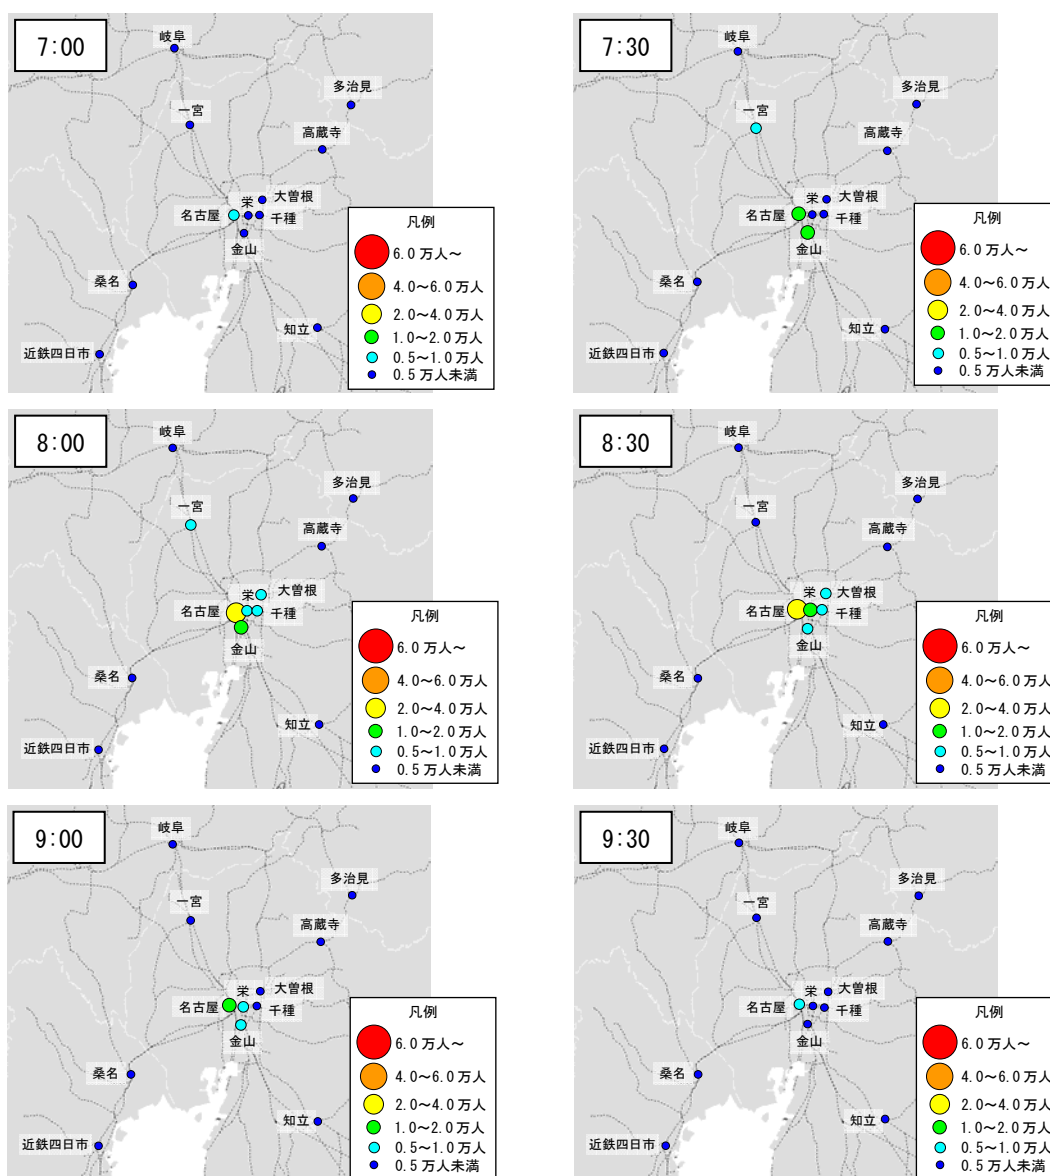 7:00
岐阜
多治見
一宮
高蔵寺
栄
大曽根
名古屋
千種
金山
桑名
知立
近鉄四日市
凡例
6.0万人~
4.0~6.0万人
2.0~4.0万人
1.0~2.0万人
0.5~1.0万人
0.5万人未満
7:30
岐阜
多治見
一宮
高蔵寺
栄
大曽根
名古屋
千種
金山
桑名
知立
近鉄四日市
凡例
6.0万人~
4.0~6.0万人
2.0~4.0万人
1.0~2.0万人
0.5~1.0万人
0.5万人未満
8:00
岐阜
多治見
一宮
高蔵寺
栄
大曽根
名古屋
千種
金山
桑名
知立
近鉄四日市
凡例
6.0万人~
4.0~6.0万人
2.0~4.0万人
1.0~2.0万人
0.5~1.0万人
0.5万人未満
8:30
岐阜
多治見
一宮
高蔵寺
栄
大曽根
名古屋
千種
金山
桑名
知立
近鉄四日市
凡例
6.0万人~
4.0~6.0万人
2.0~4.0万人
1.0~2.0万人
0.5~1.0万人
0.5万人未満
9:00
岐阜
多治見
一宮
高蔵寺
栄
大曽根
名古屋
千種
金山
桑名
知立
近鉄四日市
凡例
6.0万人~
4.0~6.0万人
2.0~4.0万人
1.0~2.0万人
0.5~1.0万人
0.5万人未満
9:30
岐阜
多治見
一宮
高蔵寺
栄
大曽根
名古屋
千種
金山
桑名
知立
近鉄四日市
凡例
6.0万人~
4.0~6.0万人
2.0~4.0万人
1.0~2.0万人
0.5~1.0万人
0.5万人未満